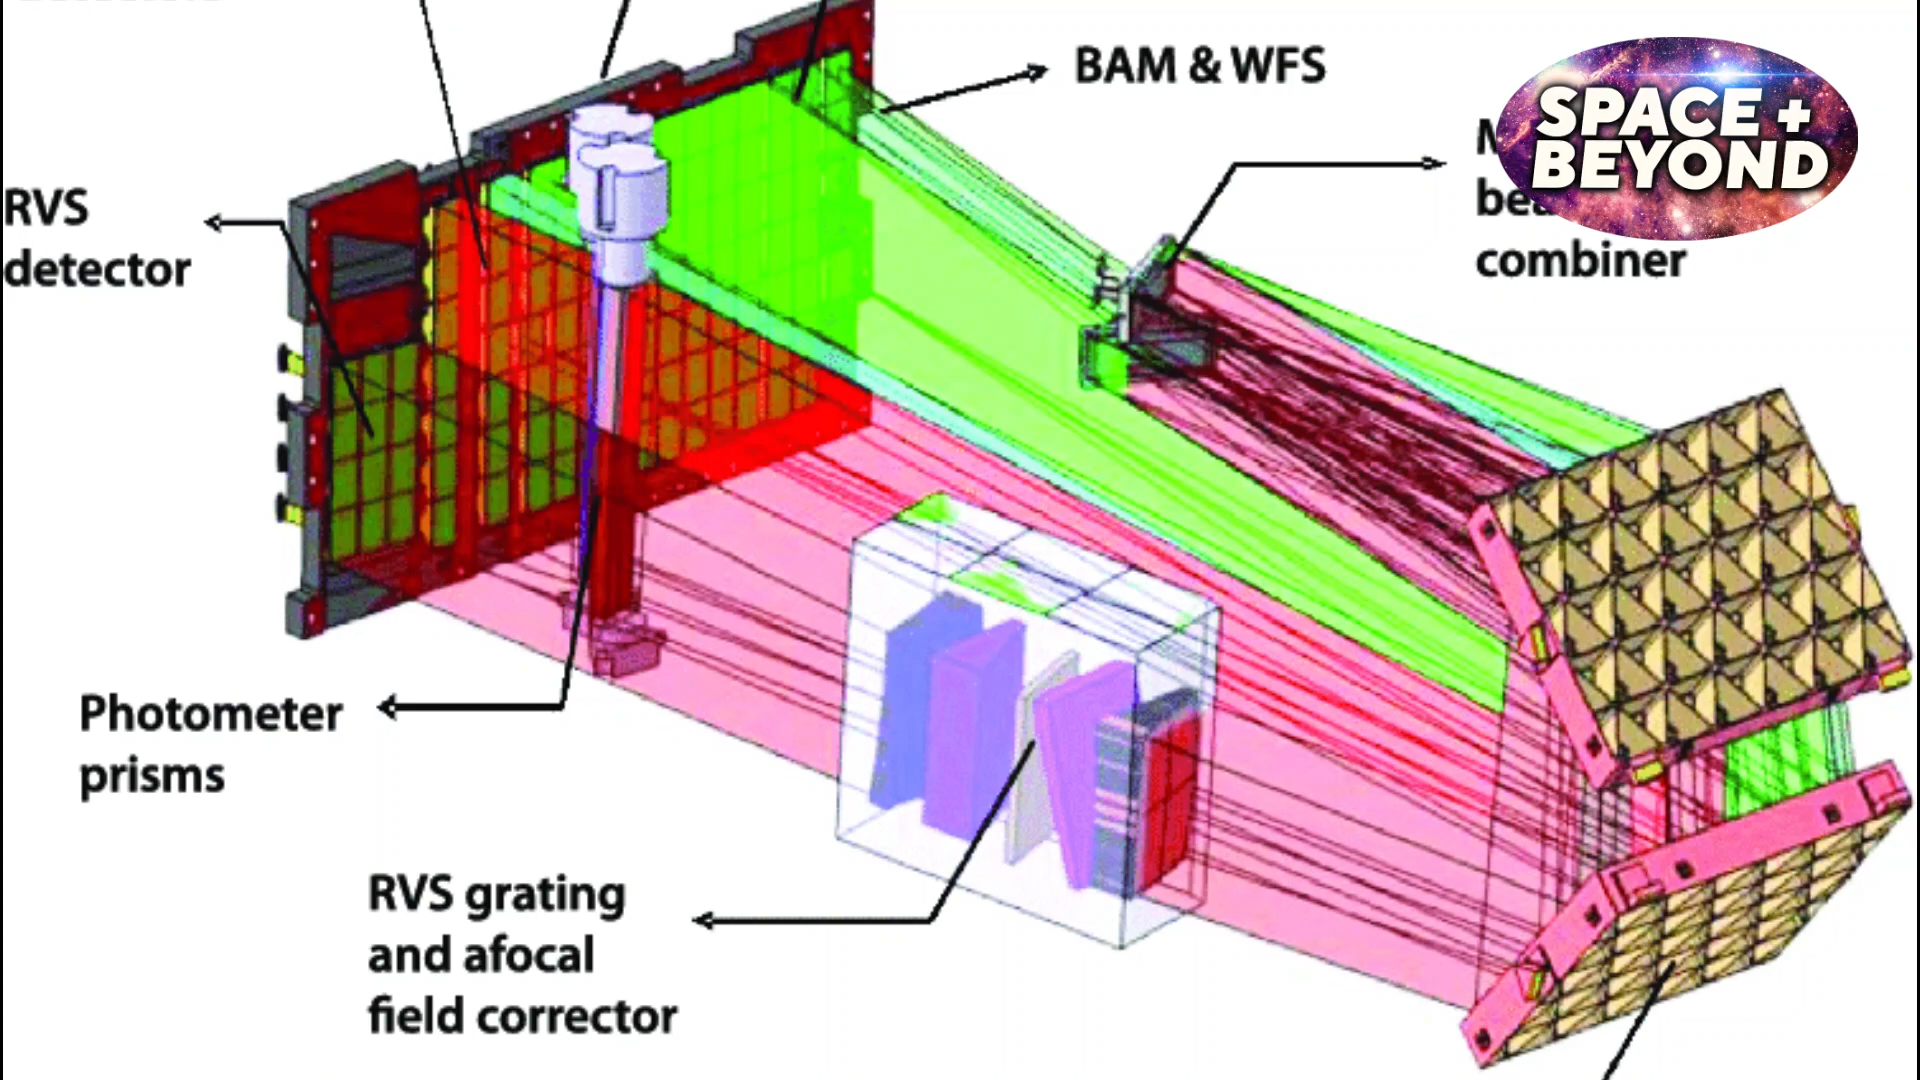 BAM & WFS
SPACE +
BEYOND
combiner
RVS
detector
Photometer
prisms
RVS grating
and afocal
field corrector